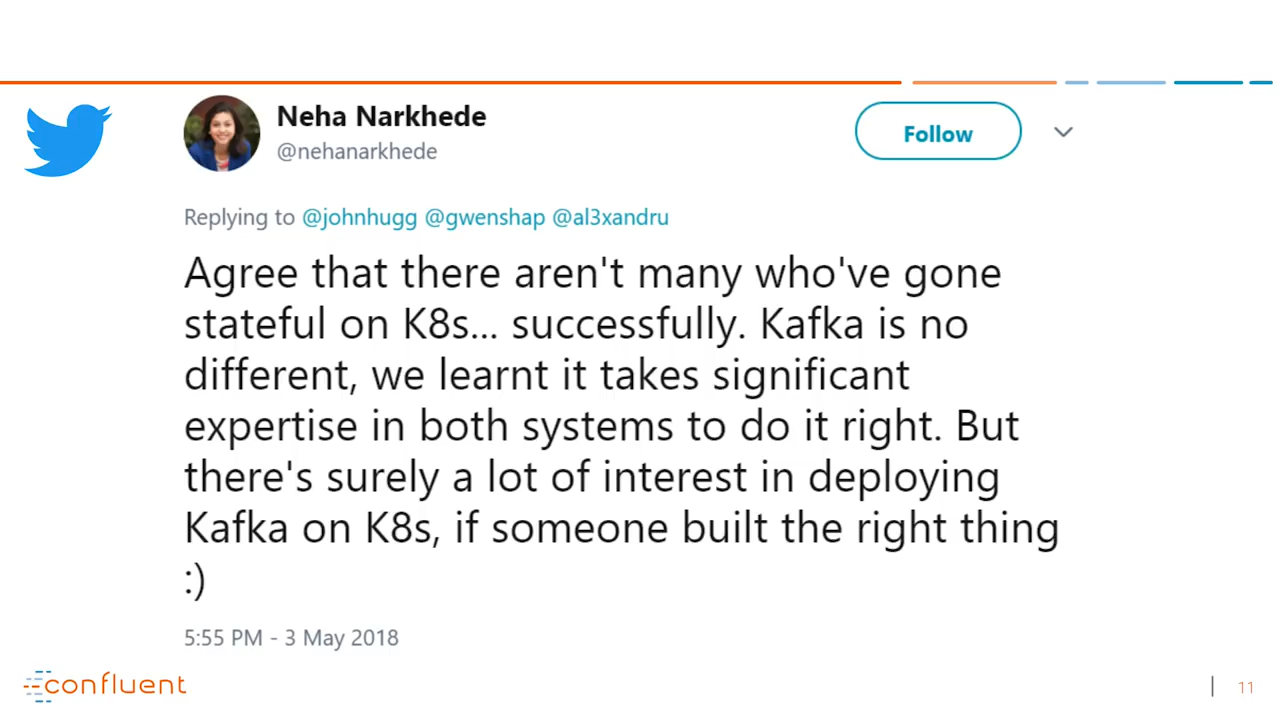 Neha Narkhede
@nehanarkhede
Follow
Replying to @johnhugg @gwenshap @al3xandru
Agree that there aren't many who've gone
stateful on K8s... successfully. Kafka is no
different, we learnt it takes significant
expertise in both systems to do it right. But
there's surely a lot of interest in deploying
Kafka on K8s, if someone built the right thing
:)
5:55 PM - 3 May 2018
confluent
| 11